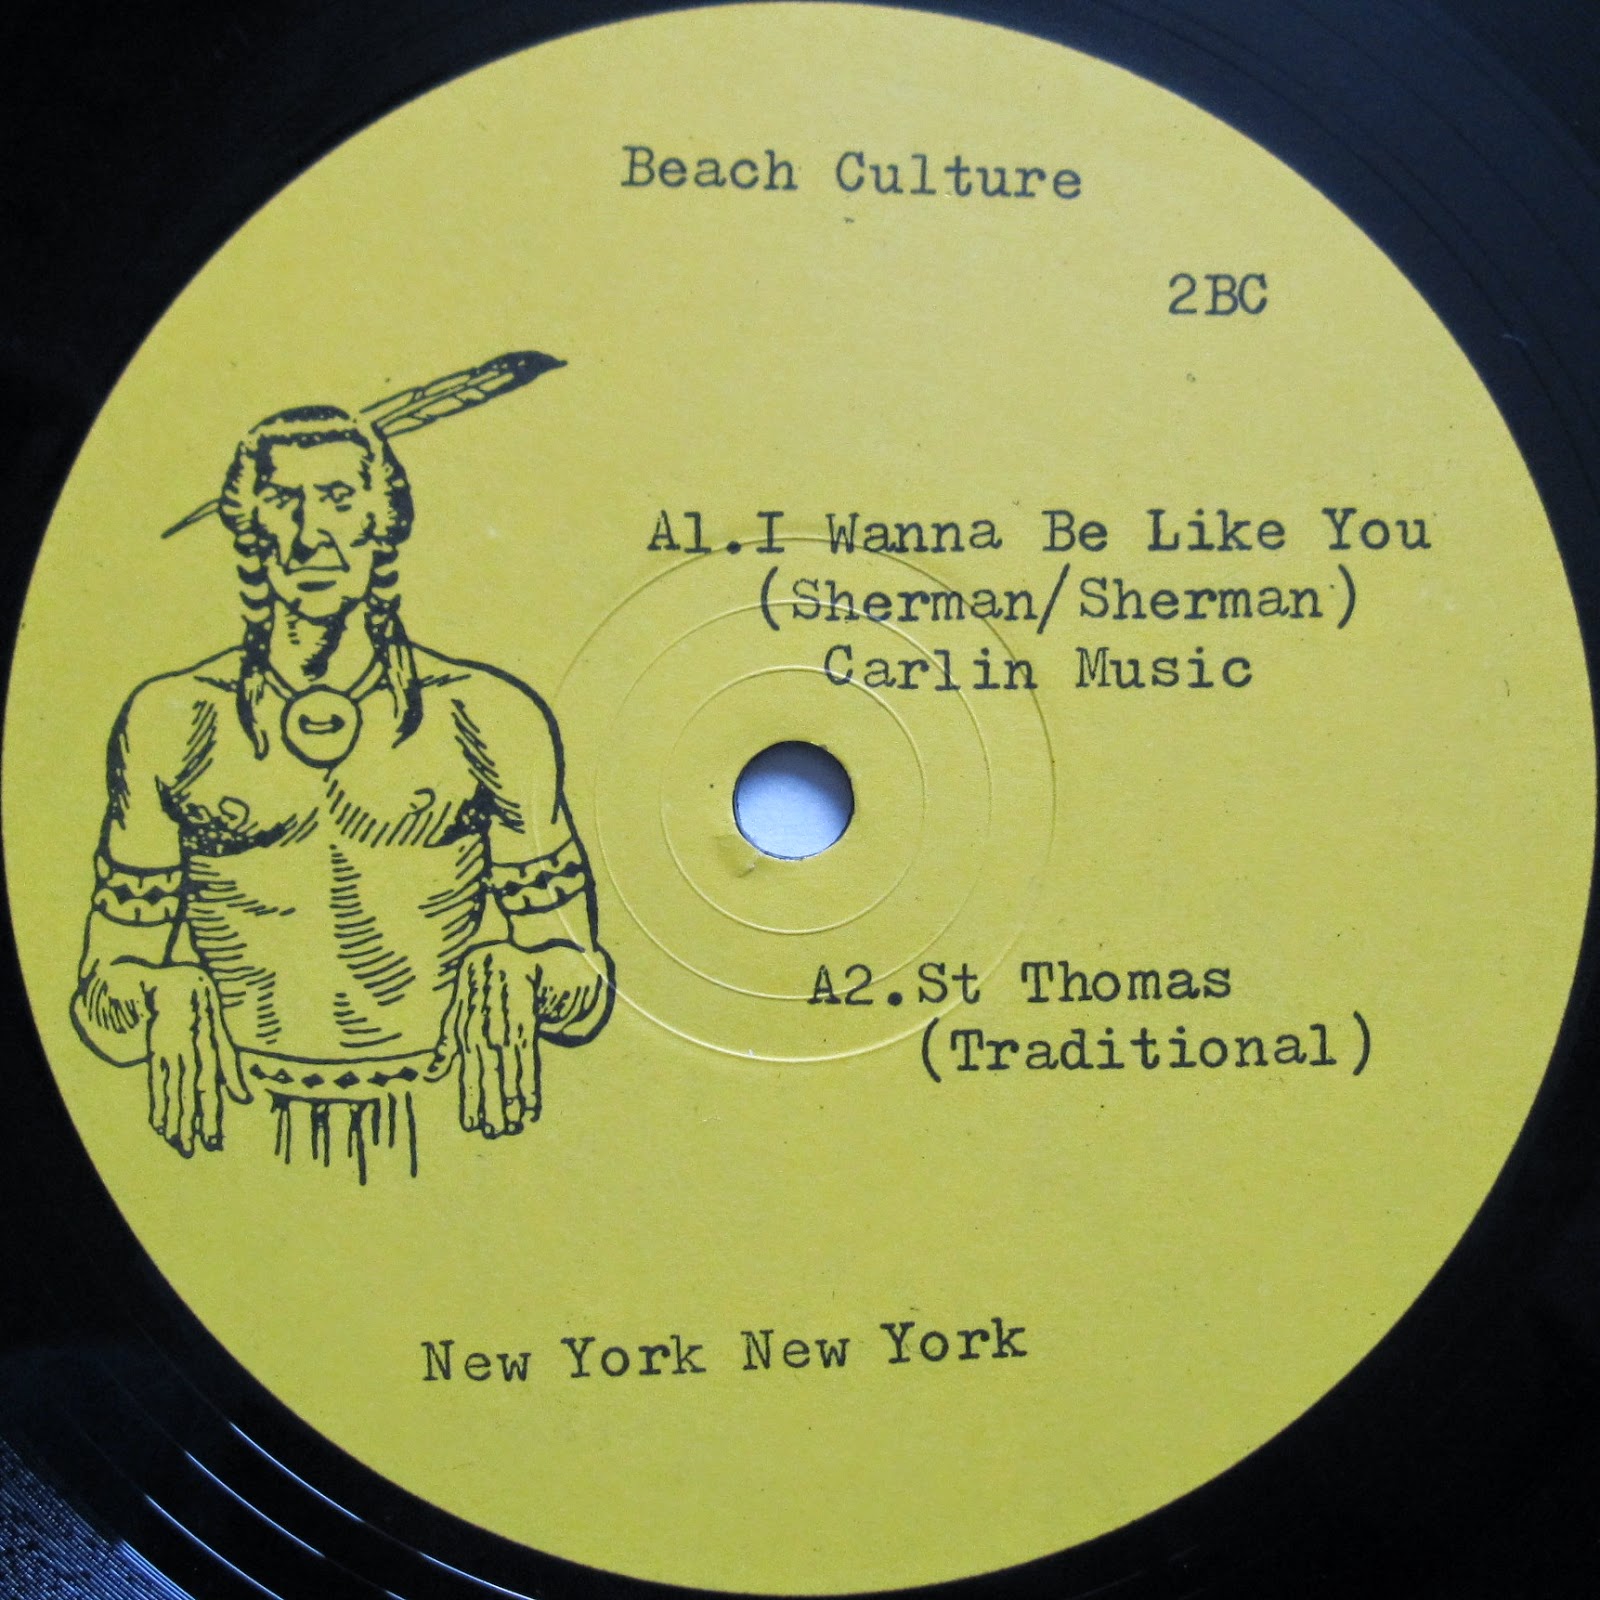 Beach Culture
2BC
A1.I Wanna Be Like You
(Sherman/Sherman)
Carlin Music
A2.St Thomas
(Traditional)
New York New York